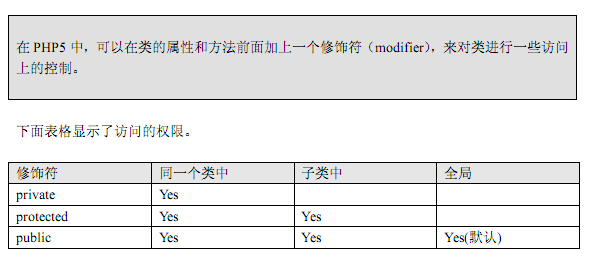 在 PHP5 中，可以在类的属性和方法前面加上一个修饰符（modifier），来对类进行一些访问
上的控制。
下面表格显示了访问的权限。
修饰符 同一个类中 子类中 全局
private Yes
protected Yes Yes
public Yes Yes Yes(默认)